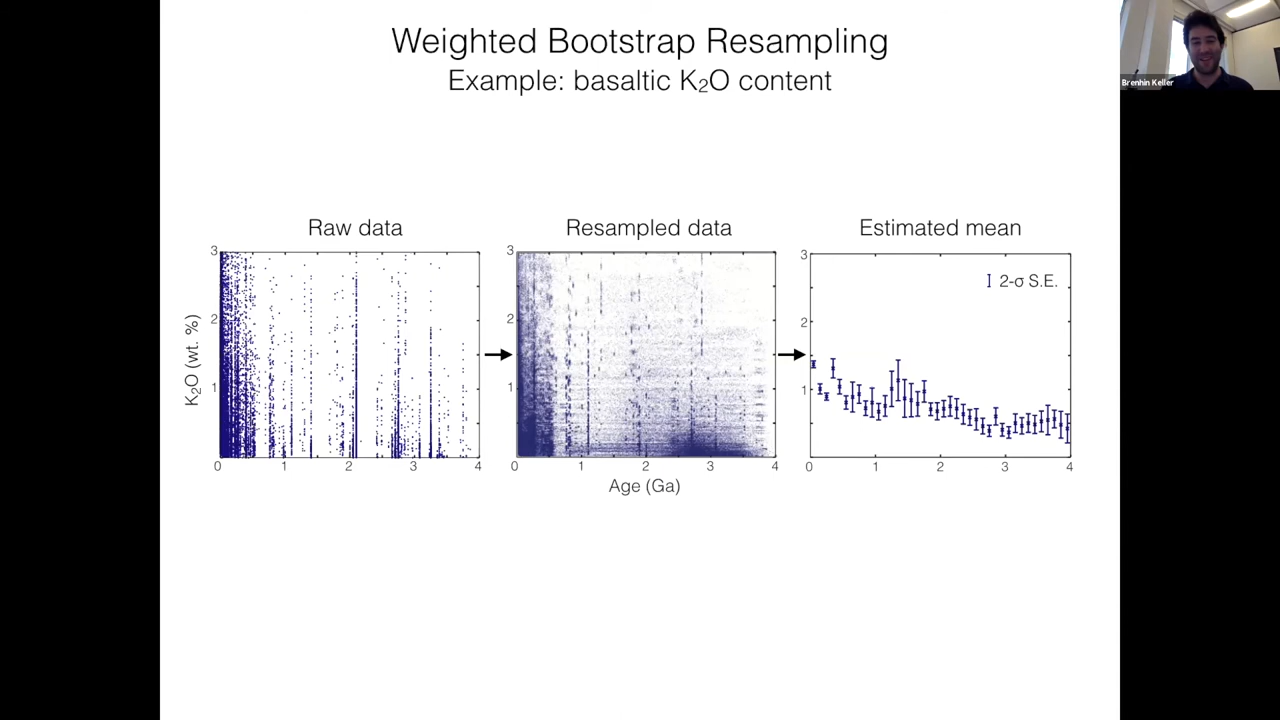 Weighted Bootstrap Resampling
Example: basaltic K₂O content
Brenhin Keller
Raw data
Resampled data
Estimated mean
K₂O (wt. %)
3
2
1
0 1 2 3 4
3
2
1
0 1 2 3 4
3
2
1
0 1 2 3 4
2-σ S.E.
Age (Ga)